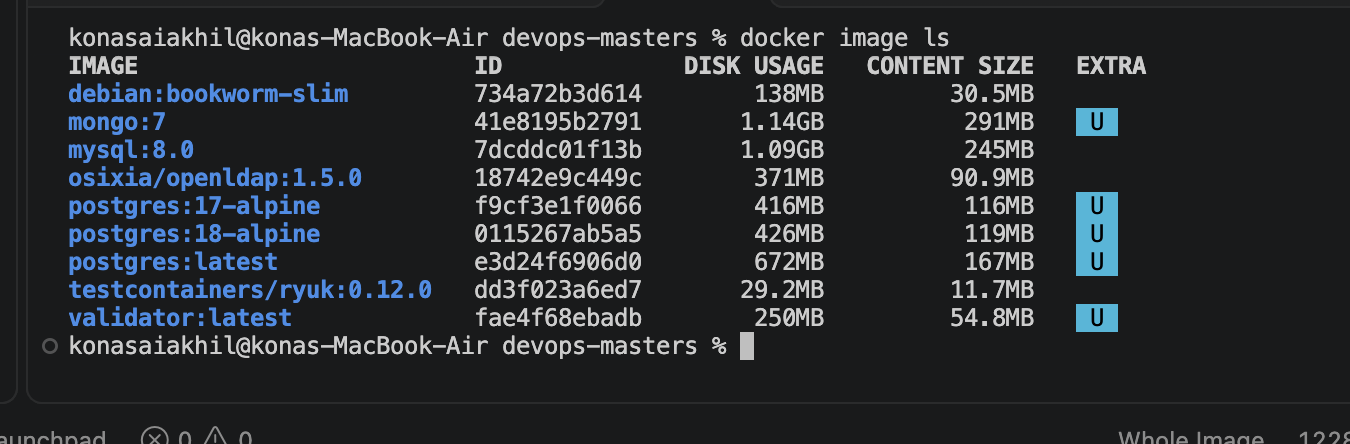 konasaiakhil@konas-MacBook-Air devops-masters % docker image ls
IMAGE ID DISK USAGE CONTENT SIZE EXTRA
debian:bookworm-slim 734a72b3d614 138MB 30.5MB
mongo:7 41e8195b2791 1.14GB 291MB U
mysql:8.0 7dcddc01f13b 1.09GB 245MB
osixia/openldap:1.5.0 18742e9c449c 371MB 90.9MB
postgres:17-alpine f9cf3e1f0066 416MB 116MB U
postgres:18-alpine 0115267ab5a5 426MB 119MB U
postgres:latest e3d24f6906d0 672MB 167MB U
testcontainers/ryuk:0.12.0 dd3f023a6ed7 29.2MB 11.7MB
validator:latest fae4f68ebadb 250MB 54.8MB U
konasaiakhil@konas-MacBook-Air devops-masters %
0 0 Whole Image